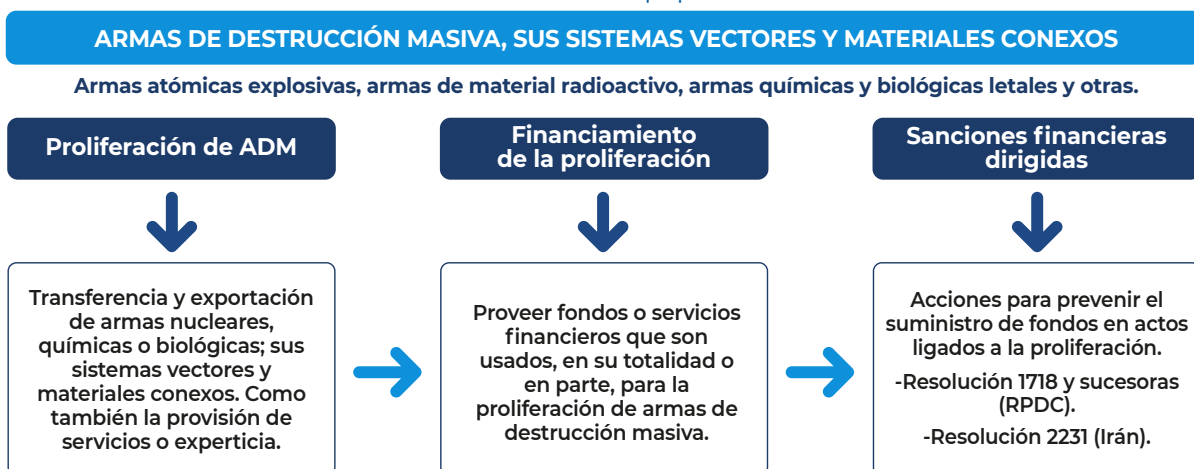 ARMAS DE DESTRUCCIÓN MASIVA, SUS SISTEMAS VECTORES Y MATERIALES CONEXOS
Armas atómicas explosivas, armas de material radioactivo, armas químicas y biológicas letales y otras.
Proliferación de ADM
Transferencia y exportación
de armas nucleares,
químicas o biológicas; sus
sistemas vectores y
materiales conexos. Como
también la provisión de
servicios o experticia.
Financiamiento
de la proliferación
Proveer fondos o servicios
financieros que son
usados, en su totalidad o
en parte, para la
proliferación de armas de
destrucción masiva.
Sanciones financieras
dirigidas
Acciones para prevenir el
suministro de fondos en actos
ligados a la proliferación.
-Resolución 1718 y sucesoras
(RPDC).
-Resolución 2231 (Irán).